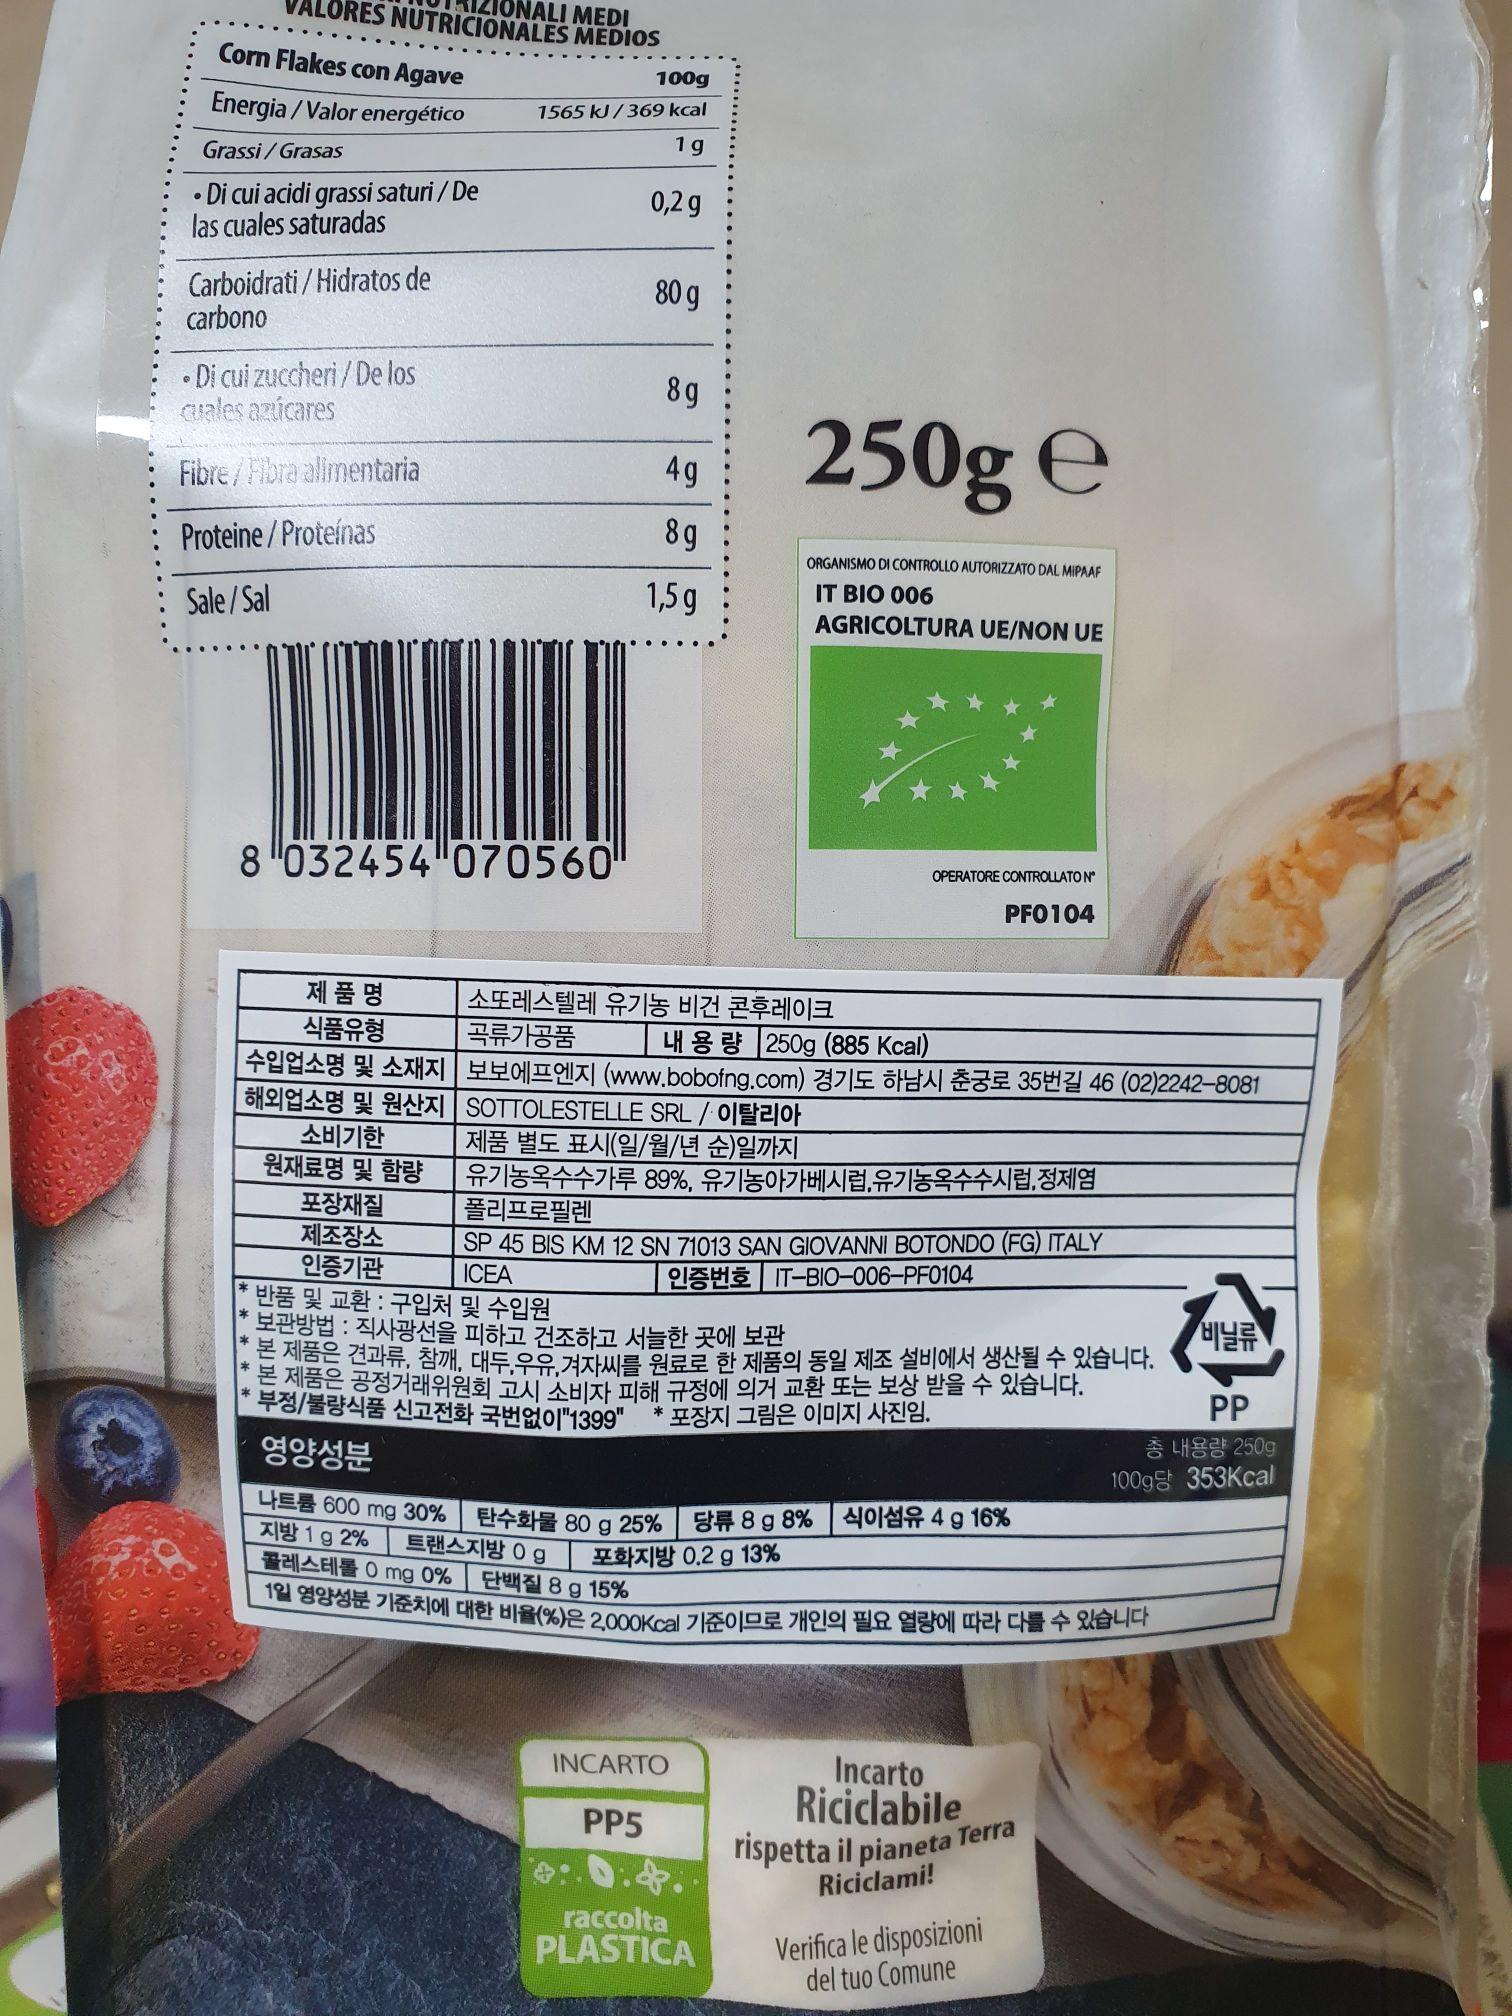 NUTRIZIONALI MEDI
VALORES NUTRICIONALES MEDIOS
Corn Flakes con Agave 100g
Energia / Valor energético 1565 kJ / 369 kcal
Grassi / Grasas 1 g
• Di cui acidi grassi saturi / De las cuales saturadas 0,2 g
Carboidrati / Hidratos de carbono 80 g
• Di cui zuccheri / De los cuales azúcares 8 g
Fibre / Fibra alimentaria 4 g
Proteine / Proteínas 8 g
Sale / Sal 1,5 g
8 032454 070560
250g e
ORGANISMO DI CONTROLLO AUTORIZZATO DAL MiPAAF
IT BIO 006
AGRICOLTURA UE/NON UE
OPERATORE CONTROLLATO N°
PF0104
제 품 명 소또레스텔레 유기농 비건 콘후레이크
식품유형 곡류가공품 내 용 량 250g (885 Kcal)
수입업소명 및 소재지 보보에프엔지 (www.bobofng.com) 경기도 하남시 춘궁로 35번길 46 (02)2242-8081
해외업소명 및 원산지 SOTTOLESTELLE SRL / 이탈리아
소비기한 제품 별도 표시(일/월/년 순)일까지
원재료명 및 함량 유기농옥수수가루 89%, 유기농아가베시럽,유기농옥수수시럽,정제염
포장재질 폴리프로필렌
제조장소 SP 45 BIS KM 12 SN 71013 SAN GIOVANNI BOTONDO (FG) ITALY
인증기관 ICEA 인증번호 IT-BIO-006-PF0104
* 반품 및 교환 : 구입처 및 수입원
* 보관방법 : 직사광선을 피하고 건조하고 서늘한 곳에 보관
* 본 제품은 견과류, 참깨, 대두,우유,겨자씨를 원료로 한 제품의 동일 제조 설비에서 생산될 수 있습니다.
* 본 제품은 공정거래위원회 고시 소비자 피해 규정에 의거 교환 또는 보상 받을 수 있습니다.
* 부정/불량식품 신고전화 국번없이"1399" * 포장지 그림은 이미지 사진임.
비닐류
PP
영양성분
총 내용량 250g
100g당 353Kcal
나트륨 600 mg 30% 탄수화물 80 g 25% 당류 8 g 8% 식이섬유 4 g 16%
지방 1 g 2% 트랜스지방 0 g 포화지방 0.2 g 13%
콜레스테롤 0 mg 0% 단백질 8 g 15%
1일 영양성분 기준치에 대한 비율(%)은 2,000Kcal 기준이므로 개인의 필요 열량에 따라 다를 수 있습니다
INCARTO
PP5
raccolta
PLASTICA
Incarto
Riciclabile
rispetta il pianeta Terra
Riciclami!
Verifica le disposizioni
del tuo Comune